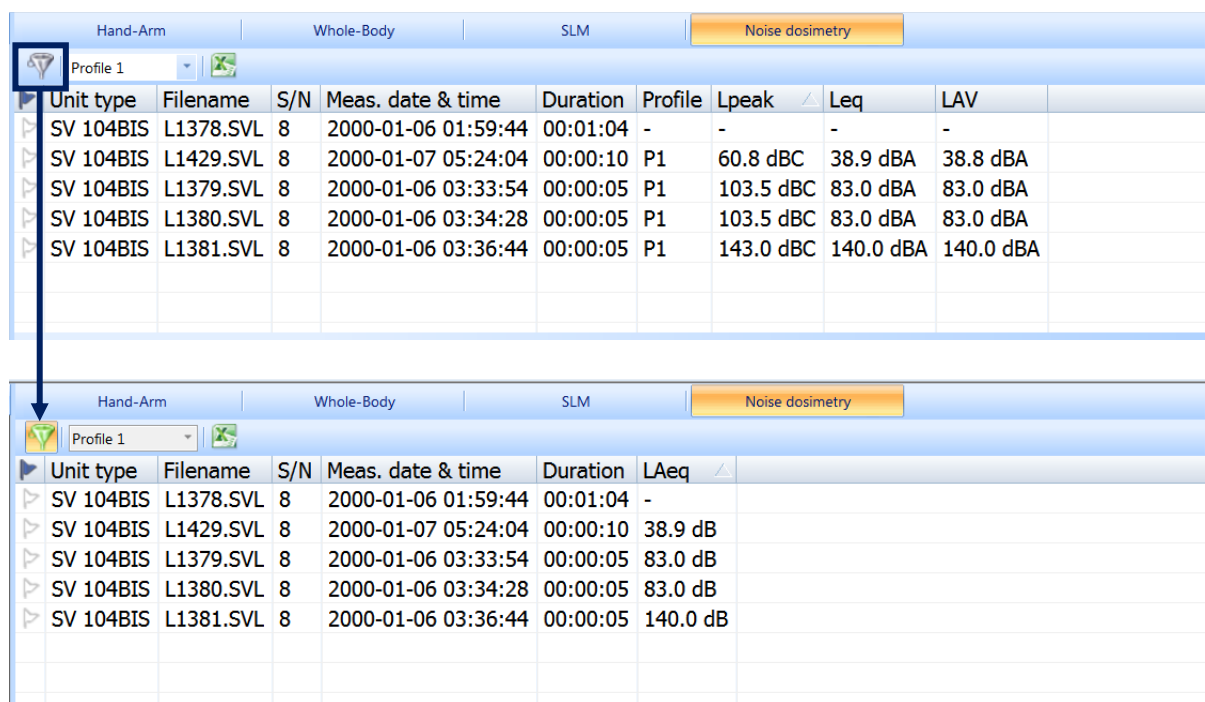 Hand-Arm Whole-Body SLM Noise dosimetry
Profile 1
Unit type Filename S/N Meas. date & time Duration Profile Lpeak Leq LAV
SV 104BIS L1378.SVL 8 2000-01-06 01:59:44 00:01:04 - - - -
SV 104BIS L1429.SVL 8 2000-01-07 05:24:04 00:00:10 P1 60.8 dBC 38.9 dBA 38.8 dBA
SV 104BIS L1379.SVL 8 2000-01-06 03:33:54 00:00:05 P1 103.5 dBC 83.0 dBA 83.0 dBA
SV 104BIS L1380.SVL 8 2000-01-06 03:34:28 00:00:05 P1 103.5 dBC 83.0 dBA 83.0 dBA
SV 104BIS L1381.SVL 8 2000-01-06 03:36:44 00:00:05 P1 143.0 dBC 140.0 dBA 140.0 dBA
Hand-Arm Whole-Body SLM Noise dosimetry
Profile 1
Unit type Filename S/N Meas. date & time Duration LAeq
SV 104BIS L1378.SVL 8 2000-01-06 01:59:44 00:01:04 -
SV 104BIS L1429.SVL 8 2000-01-07 05:24:04 00:00:10 38.9 dB
SV 104BIS L1379.SVL 8 2000-01-06 03:33:54 00:00:05 83.0 dB
SV 104BIS L1380.SVL 8 2000-01-06 03:34:28 00:00:05 83.0 dB
SV 104BIS L1381.SVL 8 2000-01-06 03:36:44 00:00:05 140.0 dB